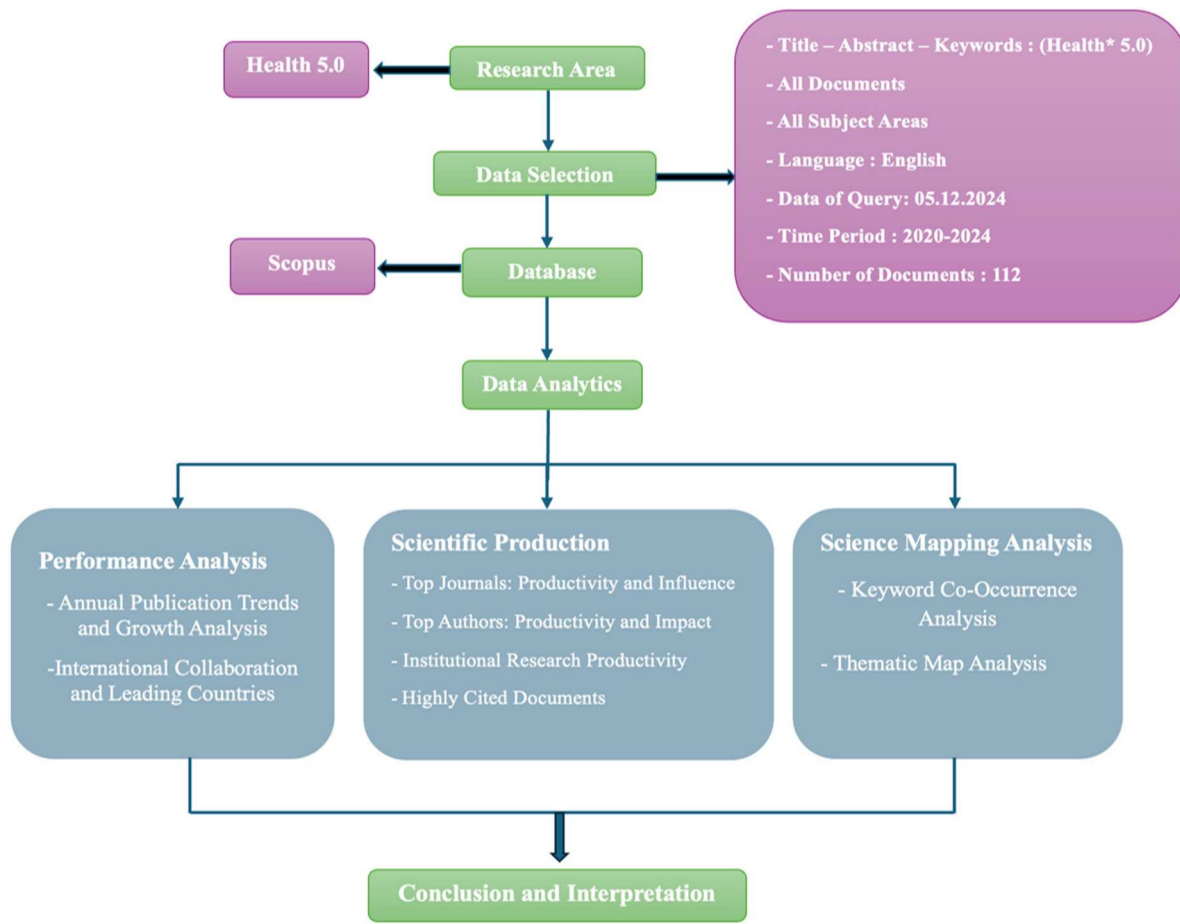 Health 5.0
Research Area
- Title – Abstract – Keywords : (Health* 5.0)
- All Documents
- All Subject Areas
- Language : English
- Data of Query: 05.12.2024
- Time Period : 2020-2024
- Number of Documents : 112
Data Selection
Scopus
Database
Data Analytics
Performance Analysis
- Annual Publication Trends
and Growth Analysis
-International Collaboration
and Leading Countries
Scientific Production
- Top Journals: Productivity and Influence
- Top Authors: Productivity and Impact
- Institutional Research Productivity
- Highly Cited Documents
Science Mapping Analysis
- Keyword Co-Occurrence
Analysis
- Thematic Map Analysis
Conclusion and Interpretation